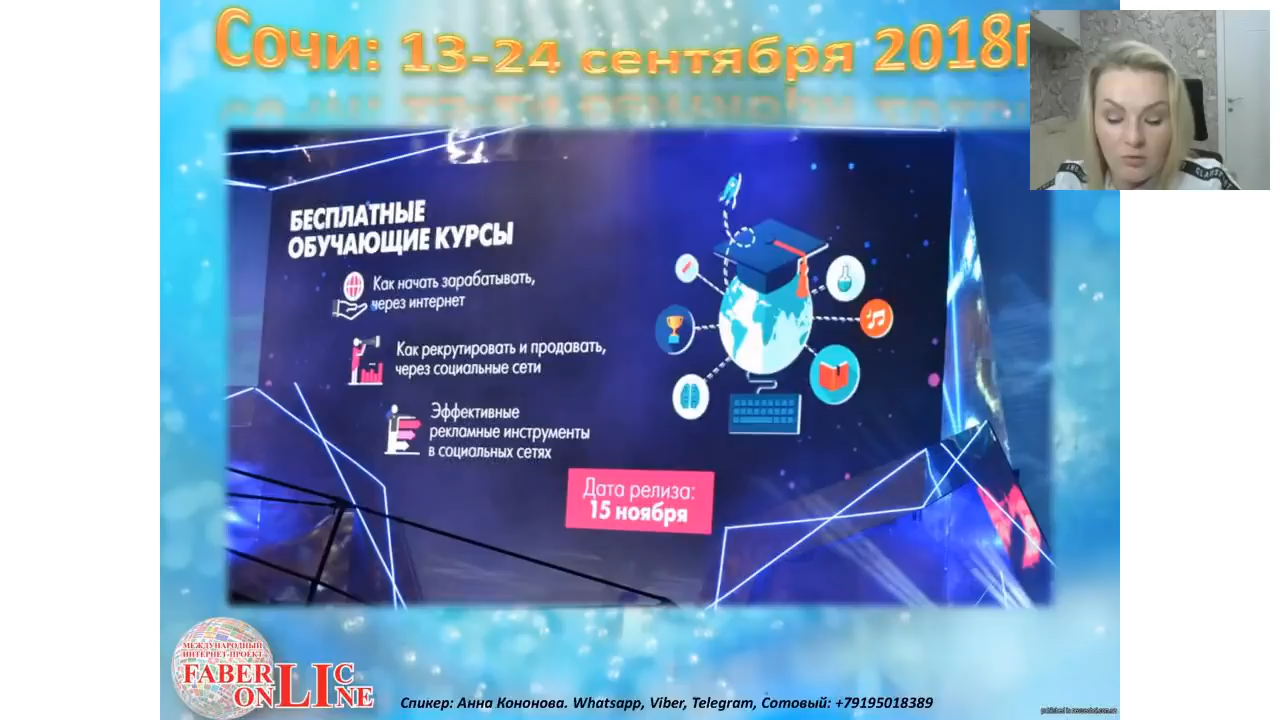 Сочи: 13-24 сентября 2018г
БЕСПЛАТНЫЕ
ОБУЧАЮЩИЕ КУРСЫ
Как начать зарабатывать,
через интернет
Как рекрутировать и продавать,
через социальные сети
Эффективные
рекламные инструменты
в социальных сетях
Дата релиза:
15 ноября
МЕЖДУНАРОДНЫЙ
ИНТЕРНЕТ-ПРОЕКТ
FABERLIC
ONLINE
Спикер: Анна Кононова. Whatsapp, Viber, Telegram, Сотовый: +79195018389